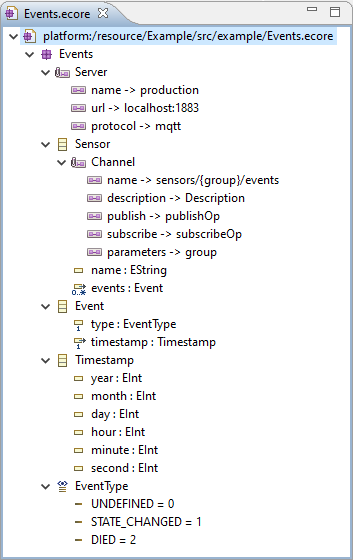 Events.ecore
platform:/resource/Example/src/example/Events.ecore
Events
Server
name -> production
url -> localhost:1883
protocol -> mqtt
Sensor
Channel
name -> sensors/{group}/events
description -> Description
publish -> publishOp
subscribe -> subscribeOp
parameters -> group
name : EString
0..* events : Event
Event
1 type : EventType
1 timestamp : Timestamp
Timestamp
year : EInt
month : EInt
day : EInt
hour : EInt
minute : EInt
second : EInt
EventType
UNDEFINED = 0
STATE_CHANGED = 1
DIED = 2